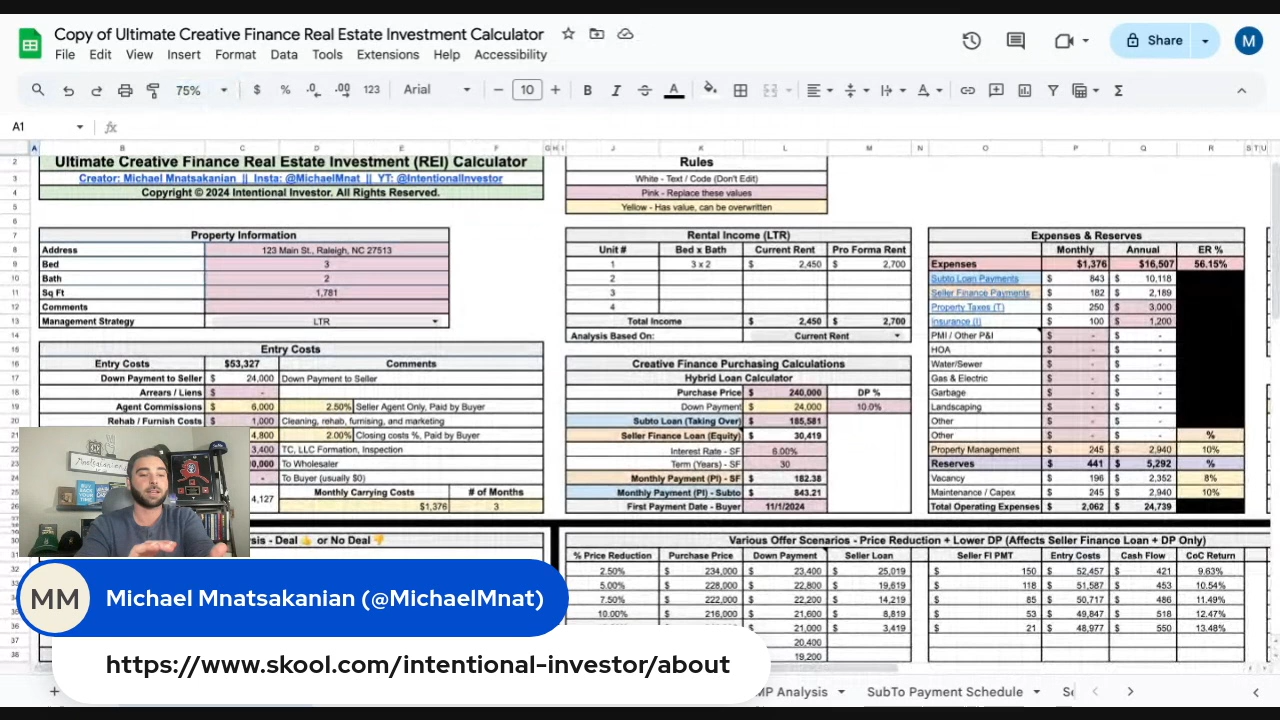 Copy of Ultimate Creative Finance Real Estate Investment Calculator
File Edit View Insert Format Data Tools Extensions Help Accessibility
Share
M
75% $ % .0 .00 123 Arial 10 B I A
A1 fx
Ultimate Creative Finance Real Estate Investment (REI) Calculator
Creator: Michael Mnatsakanian || Insta: @MichaelMnat || YT: @IntentionalInvestor
Copyright © 2024 Intentional Investor. All Rights Reserved.
Rules
White - Text / Code (Don't Edit)
Pink - Replace these values
Yellow - Has value, can be overwritten
Property Information
Address 123 Main St., Raleigh, NC 27513
Bed 3
Bath 2
Sq Ft 1,781
Comments
Management Strategy LTR
Entry Costs
Entry Costs $53,327 Comments
Down Payment to Seller $ 24,000 Down Payment to Seller
Arrears / Liens $ -
Agent Commissions $ 6,000 2.50% Seller Agent Only, Paid by Buyer
Rehab / Furnish Costs $ 1,000 Cleaning, rehab, furnishing, and marketing
4,800 2.00% Closing costs %, Paid by Buyer
3,400 TC, LLC Formation, Inspection
0,000 To Wholesaler
- To Buyer (usually $0)
4,127 Monthly Carrying Costs # of Months
$1,376 3
Rental Income (LTR)
Unit # Bed x Bath Current Rent Pro Forma Rent
1 3 x 2 $ 2,450 $ 2,700
2
3
4
Total Income $ 2,450 $ 2,700
Analysis Based On: Current Rent
Creative Finance Purchasing Calculations
Hybrid Loan Calculator
Purchase Price $ 240,000 DP %
Down Payment $ 24,000 10.0%
Subto Loan (Taking Over) $ 185,581
Seller Finance Loan (Equity) $ 30,419
Interest Rate - SF 6.00%
Term (Years) - SF 30
Monthly Payment (PI) - SF $ 182.38
Monthly Payment (PI) - Subto $ 843.21
First Payment Date - Buyer 11/1/2024
Expenses & Reserves
Monthly Annual ER %
Expenses $1,376 $16,507 56.15%
Subto Loan Payments $ 843 $ 10,118
Seller Finance Payments $ 182 $ 2,189
Property Taxes (T) $ 250 $ 3,000
Insurance (I) $ 100 $ 1,200
PMI / Other P&I $ - $ -
HOA $ - $ -
Water/Sewer $ - $ -
Gas & Electric $ - $ -
Garbage $ - $ -
Landscaping $ - $ -
Other $ - $ -
Other $ - $ - %
Property Management $ 245 $ 2,940 10%
Reserves $ 441 $ 5,292 %
Vacancy $ 196 $ 2,352 8%
Maintenance / Capex $ 245 $ 2,940 10%
Total Operating Expenses $ 2,062 $ 24,739
sis - Deal 👍 or No Deal 👎
Various Offer Scenarios - Price Reduction + Lower DP (Affects Seller Finance Loan + DP Only)
% Price Reduction Purchase Price Down Payment Seller Loan Seller FI PMT Entry Costs Cash Flow CoC Return
2.50% $ 234,000 $ 23,400 $ 25,019 $ 150 $ 52,457 $ 421 9.63%
5.00% $ 228,000 $ 22,800 $ 19,619 $ 118 $ 51,587 $ 453 10.54%
7.50% $ 222,000 $ 22,200 $ 14,219 $ 85 $ 50,717 $ 486 11.49%
10.00% $ 216,000 $ 21,600 $ 8,819 $ 53 $ 49,847 $ 518 12.47%
21,000 $ 3,419 $ 21 $ 48,977 $ 550 13.48%
20,400
19,200
MM
Michael Mnatsakanian (@MichaelMnat)
https://www.skool.com/intentional-investor/about
MP Analysis SubTo Payment Schedule